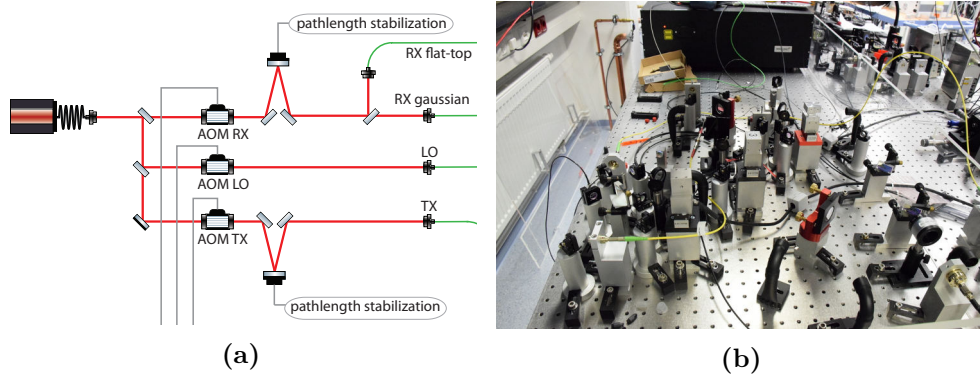 pathlength stabilization
RX flat-top
RX gaussian
AOM RX
LO
AOM LO
TX
AOM TX
pathlength stabilization
(a)
(b)